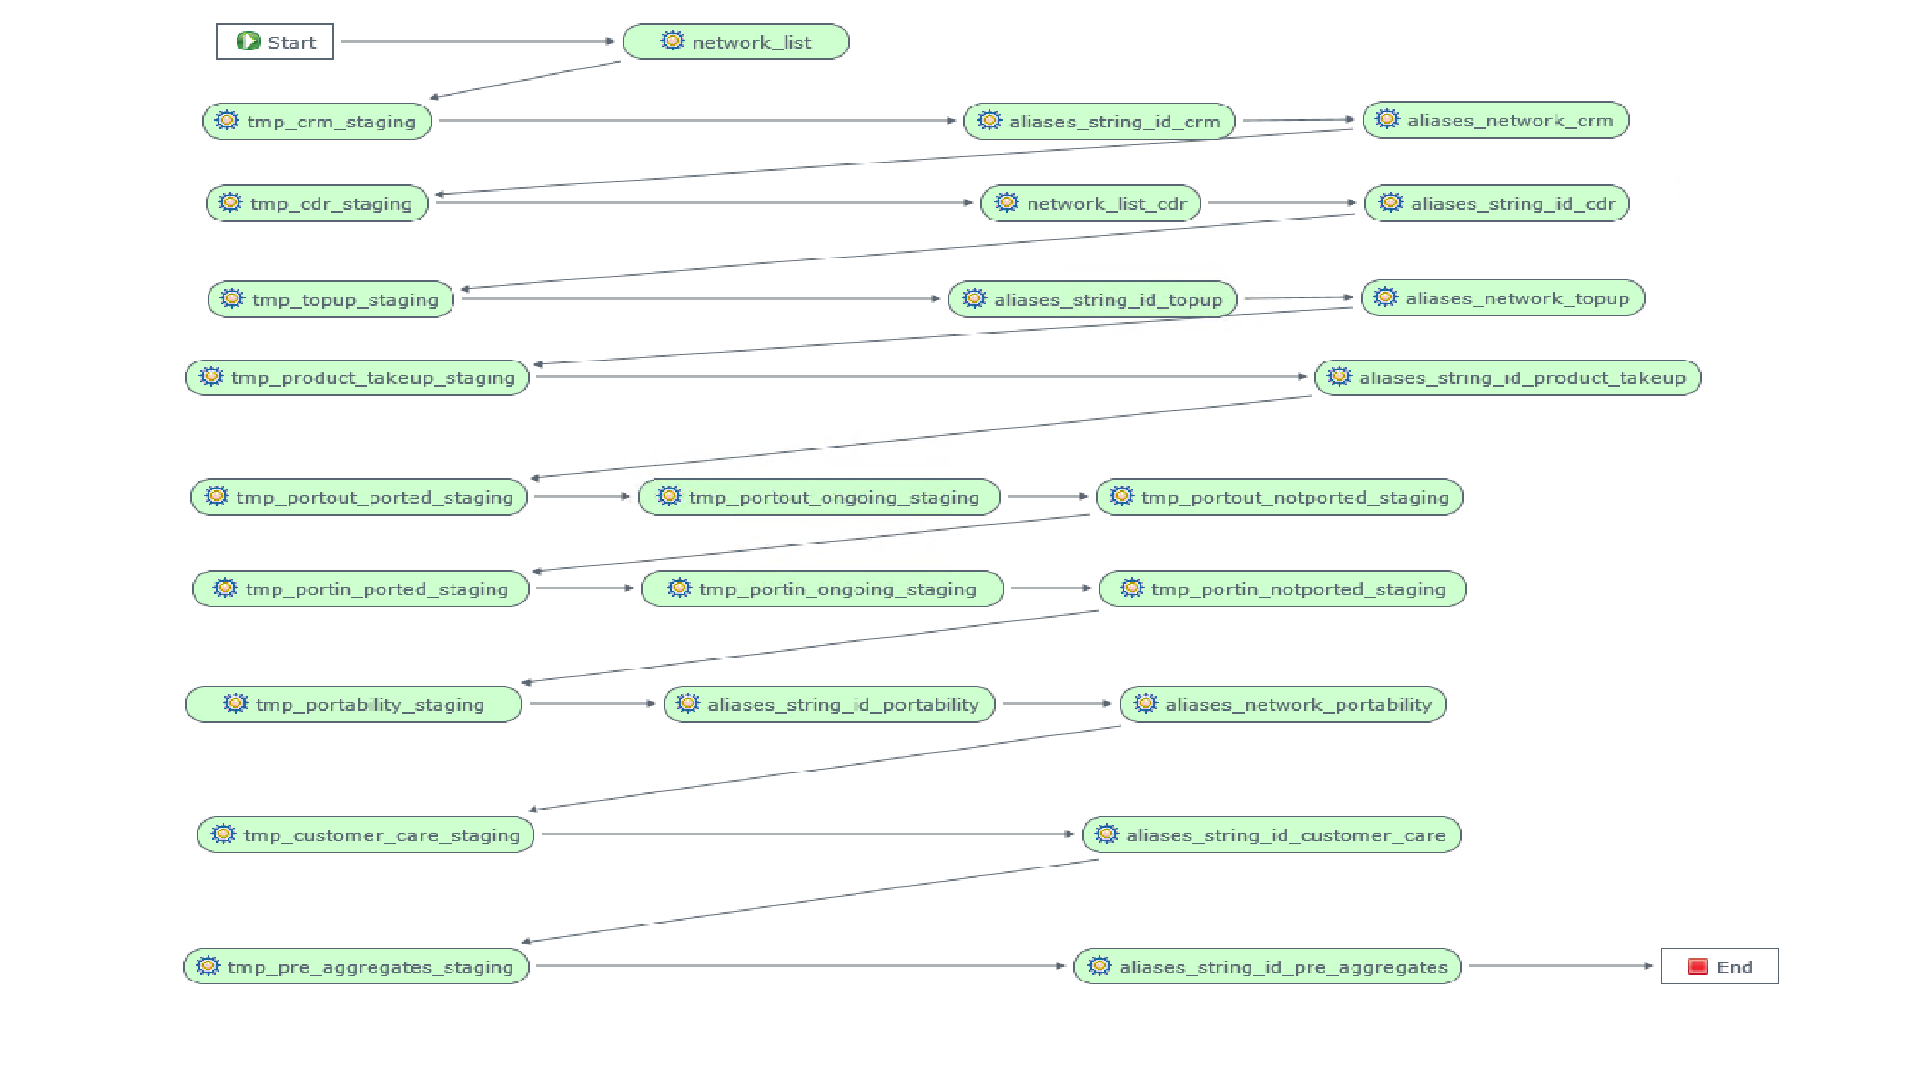 Start network_list
tmp_crm_staging aliases_string_id_crm aliases_network_crm
tmp_cdr_staging network_list_cdr aliases_string_id_cdr
tmp_topup_staging aliases_string_id_topup aliases_network_topup
tmp_product_takeup_staging aliases_string_id_product_takeup
tmp_portout_ported_staging tmp_portout_ongoing_staging tmp_portout_notported_staging
tmp_portin_ported_staging tmp_portin_ongoing_staging tmp_portin_notported_staging
tmp_portability_staging aliases_string_id_portability aliases_network_portability
tmp_customer_care_staging aliases_string_id_customer_care
tmp_pre_aggregates_staging aliases_string_id_pre_aggregates End